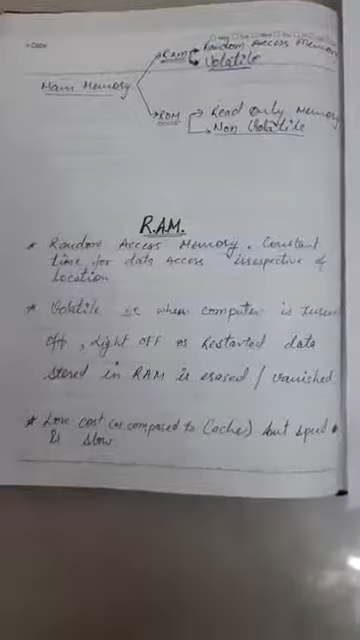 Date
RAM → Random Access Memory
→ Volatile
Main Memory
ROM → Read Only Memory
→ Non Volatile
R.A.M.
* Random Access Memory, Constant
time for data access irrespective of
location
* Volatile ie when computer is turn
off, light off or Restarted data
stored in RAM is erased / vanished.
* Low cost (as compared to Cache) but speed
is slow